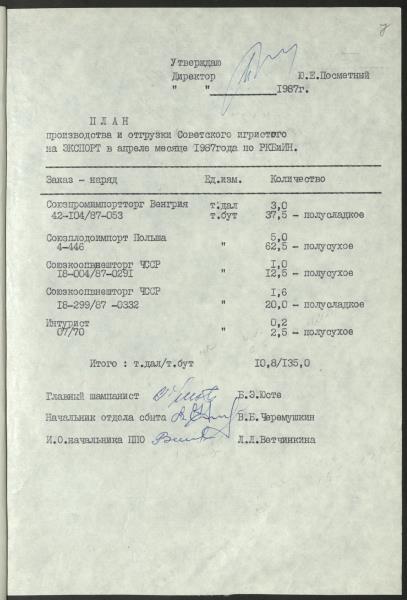 Утверждаю
Директор Ю.Е.Посметный
" " 1987г.
П Л А Н
производства и отгрузки Советского игристого
на ЭКСПОРТ в апреле месяце 1987года по РКВиИН.
Заказ - наряд Ед.изм. Количество
Союзпромимпортторг Венгрия т.дал 3,0
42-104/87-053 т.бут 37,5 - полусладкое
Союзплодоимпорт Польша 5,0
4-446 " 62,5 - полусухое
Союзкоопвнешторг ЧССР 1,0
18-004/87-0291 " 12,5 - полусухое
Союзкоопвнешторг ЧССР 1,6
18-299/87 -0332 " 20,0 - полусладкое
Интурист 0,2
07/70 " 2,5 - полусухое
Итого : т.дал/т.бут 10,8/135,0
Главный шампанист Б.Э.Юсте
Начальник отдела сбыта В.Е.Черемушкин
И.О.начальника ППО Л.Л.Ветчинкина